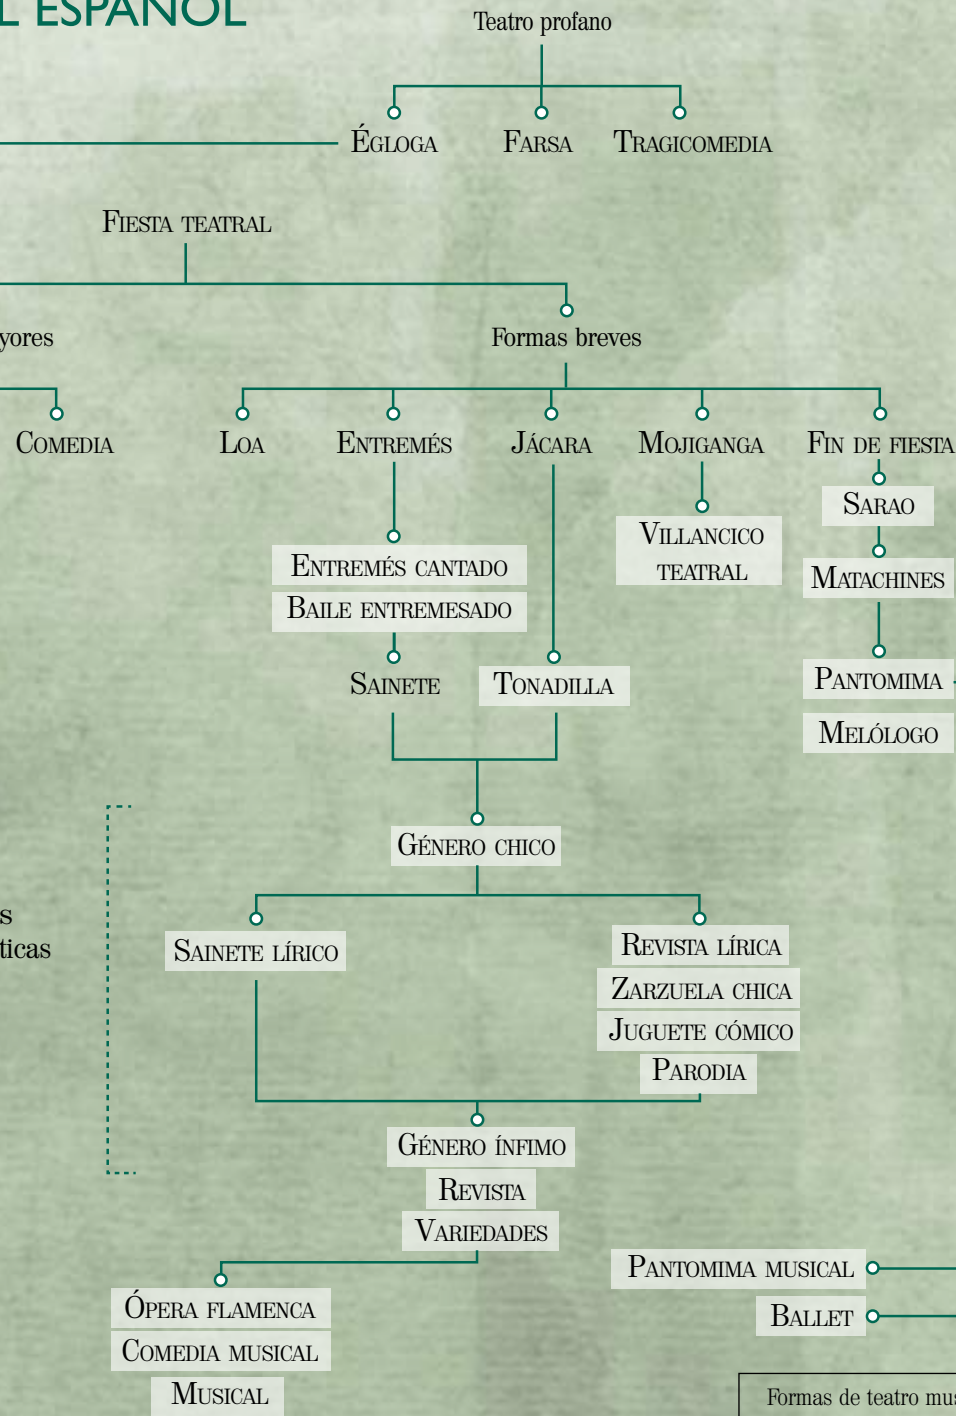 L ESPAÑOL
Teatro profano
ÉGLOGA
FARSA
TRAGICOMEDIA
FIESTA TEATRAL
yores
Formas breves
COMEDIA
LOA
ENTREMÉS
JÁCARA
MOJIGANGA
FIN DE FIESTA
SARAO
VILLANCICO
TEATRAL
ENTREMÉS CANTADO
MATACHINES
BAILE ENTREMESADO
SAINETE
TONADILLA
PANTOMIMA
MELÓLOGO
GÉNERO CHICO
s
ticas
SAINETE LÍRICO
REVISTA LÍRICA
ZARZUELA CHICA
JUGUETE CÓMICO
PARODIA
GÉNERO ÍNFIMO
REVISTA
VARIEDADES
PANTOMIMA MUSICAL
BALLET
ÓPERA FLAMENCA
COMEDIA MUSICAL
MUSICAL
Formas de teatro mus